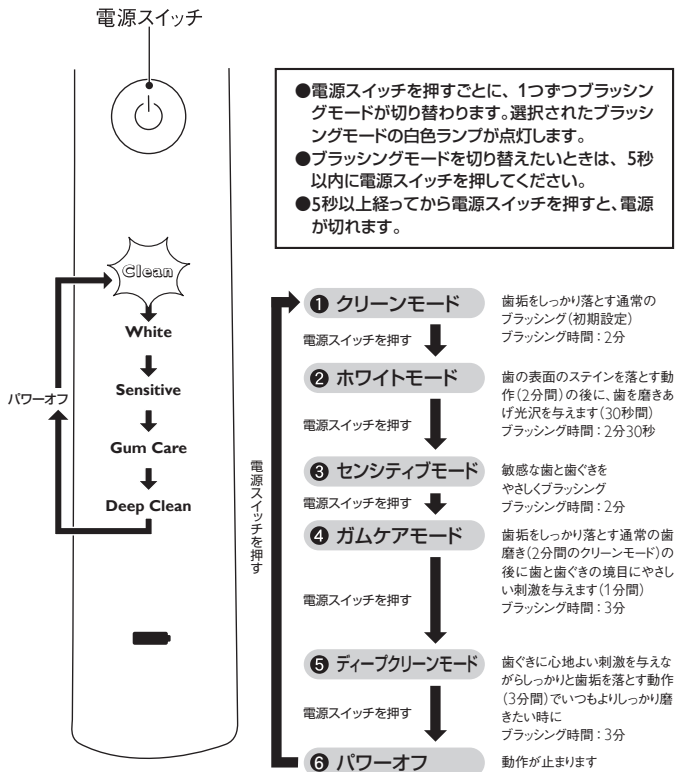 電源スイッチ
●電源スイッチを押すごとに、1つずつブラッシン
グモードが切り替わります。選択されたブラッシ
ングモードの白色ランプが点灯します。
●ブラッシングモードを切り替えたいときは、5秒
以内に電源スイッチを押してください。
●5秒以上経ってから電源スイッチを押すと、電源
が切れます。
Clean
White
Sensitive
Gum Care
Deep Clean
パワーオフ
電源スイッチを押す
❶ クリーンモード
歯垢をしっかり落とす通常の
ブラッシング(初期設定)
ブラッシング時間:2分
電源スイッチを押す
❷ ホワイトモード
歯の表面のステインを落とす動
作(2分間)の後に、歯を磨きあ
げ光沢を与えます(30秒間)
ブラッシング時間:2分30秒
電源スイッチを押す
❸ センシティブモード
敏感な歯と歯ぐきを
やさしくブラッシング
ブラッシング時間:2分
電源スイッチを押す
❹ ガムケアモード
歯垢をしっかり落とす通常の歯
磨き(2分間のクリーンモード)の
後に歯と歯ぐきの境目にやさし
い刺激を与えます(1分間)
ブラッシング時間:3分
電源スイッチを押す
❺ ディープクリーンモード
歯ぐきに心地よい刺激を与えな
がらしっかりと歯垢を落とす動作
(3分間)でいつもよりしっかり磨
きたい時に
ブラッシング時間:3分
電源スイッチを押す
❻ パワーオフ
動作が止まります